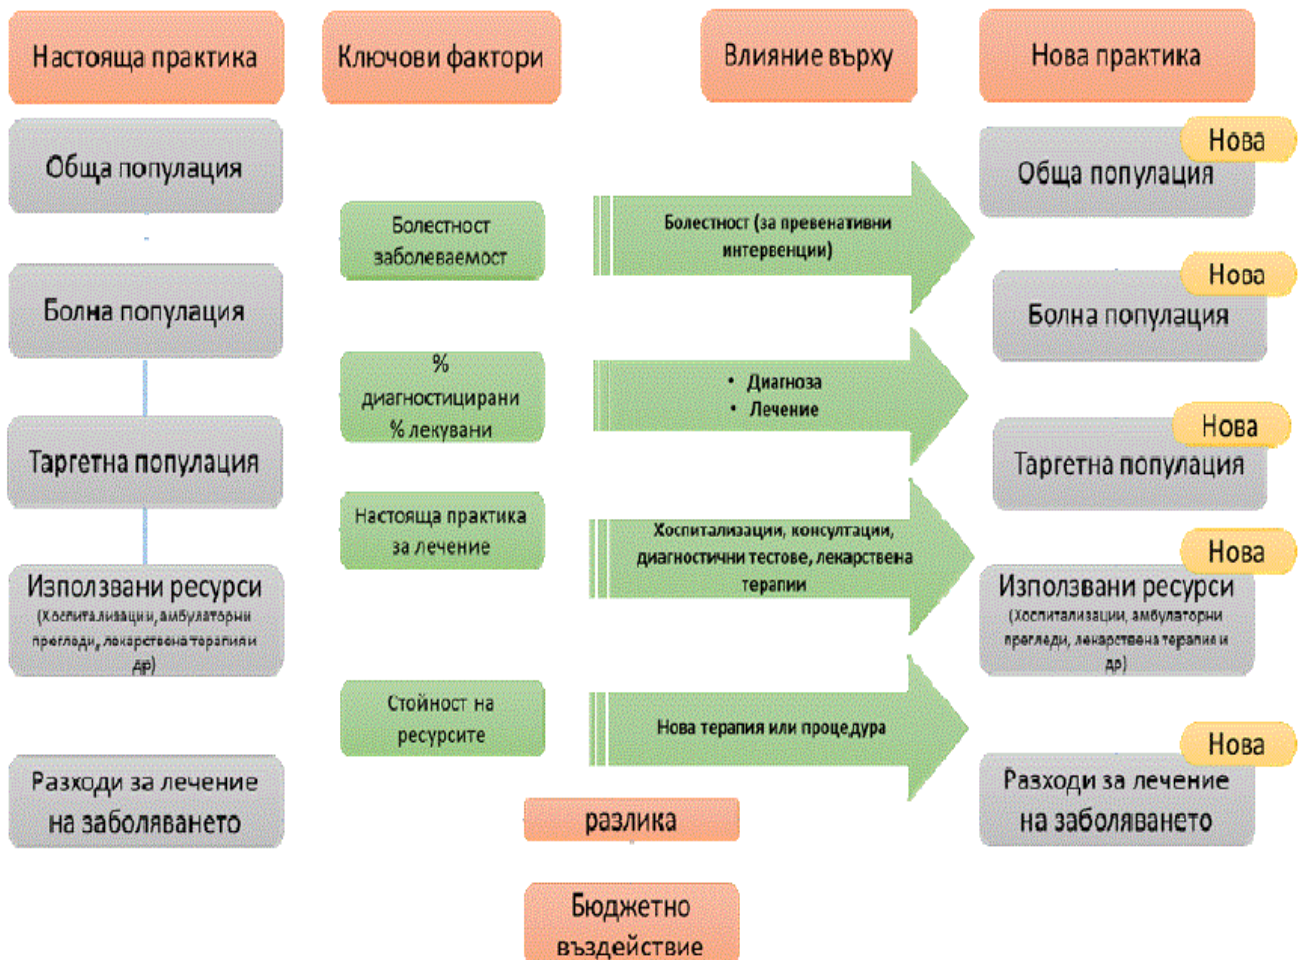 Настояща практика
Ключови фактори
Влияние върху
Нова практика
Обща популация
Болна популация
Таргетна популация
Използвани ресурси
(Хоспитализации, амбулаторни
прегледи, лекарствена терапия и
др)
Разходи за лечение
на заболяването
Болестност
заболеваемост
%
диагностицирани
% лекувани
Настояща практика
за лечение
Стойност на
ресурсите
Болестност (за превенативни
интервенции)
• Диагноза
• Лечение
Хоспитализации, консултации,
диагностични тестове, лекарствена
терапии
Нова терапия или процедура
Нова
Обща популация
Нова
Болна популация
Нова
Таргетна популация
Нова
Използвани ресурси
(Хоспитализации, амбулаторни
прегледи, лекарствена терапия и
др)
Нова
Разходи за лечение
на заболяването
разлика
Бюджетно
въздействие